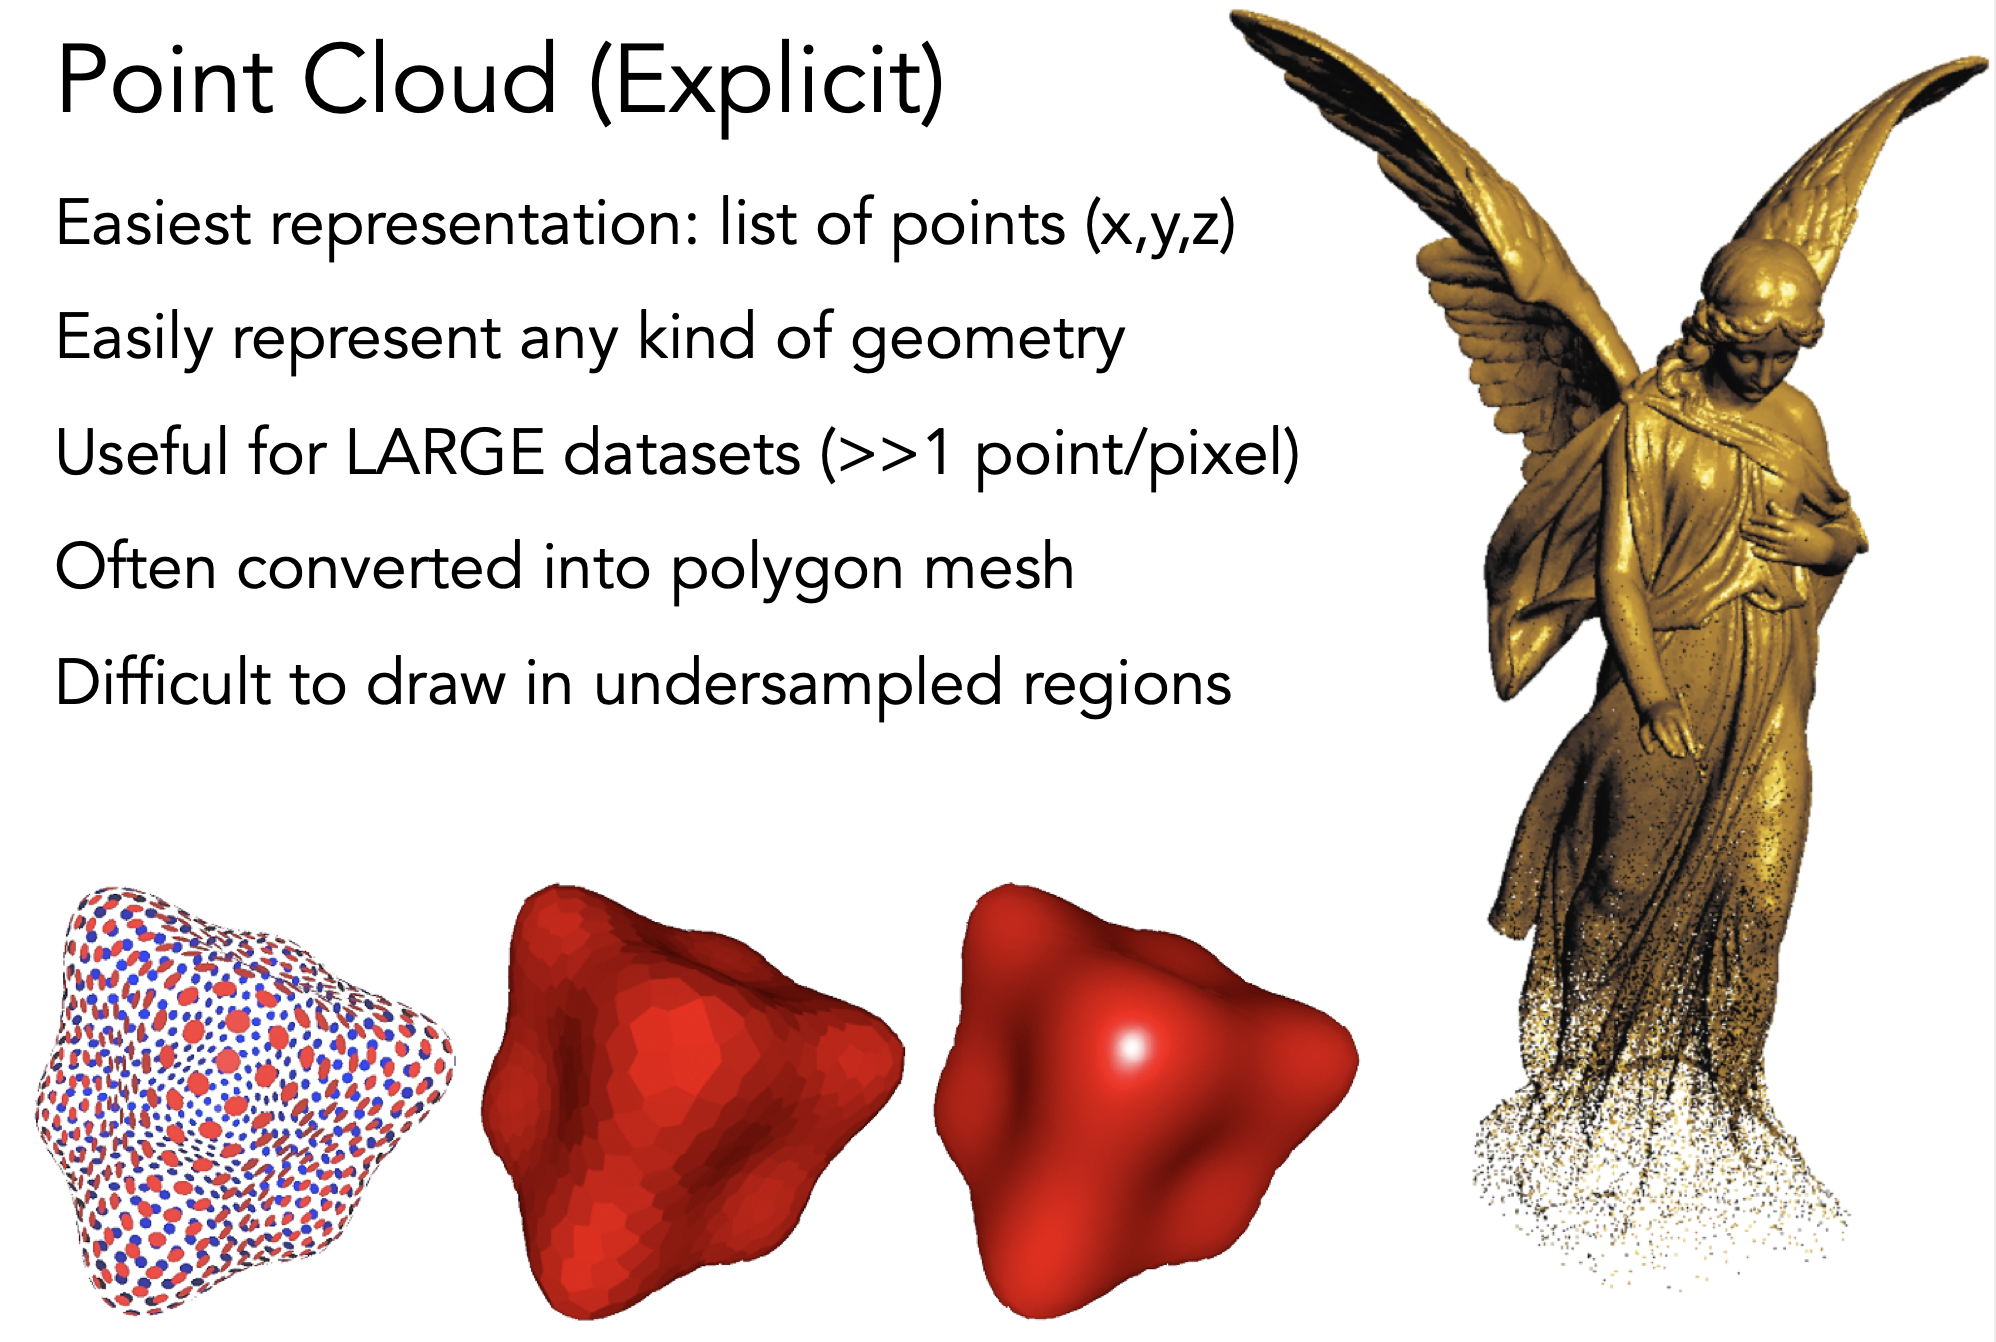 Point Cloud (Explicit)
Easiest representation: list of points (x,y,z)
Easily represent any kind of geometry
Useful for LARGE datasets (>>1 point/pixel)
Often converted into polygon mesh
Difficult to draw in undersampled regions